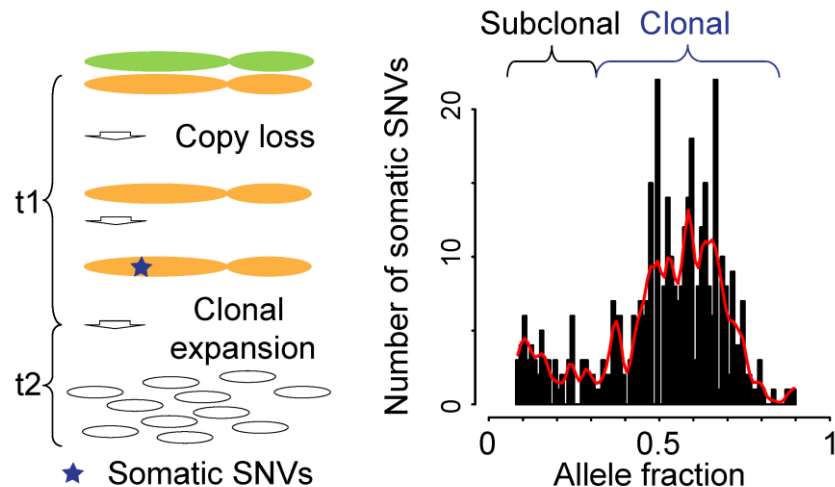 Copy loss
t1
Clonal
expansion
t2
Somatic SNVs
Subclonal Clonal
Number of somatic SNVs
20
10
0
0 0.5 1
Allele fraction